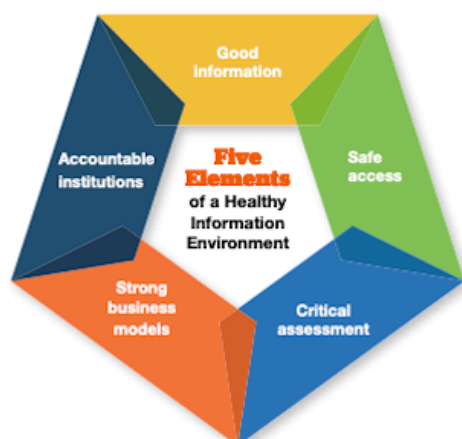 Good
information
Safe
access
Critical
assessment
Strong
business
models
Accountable
institutions
Five
Elements
of a Healthy
Information
Environment